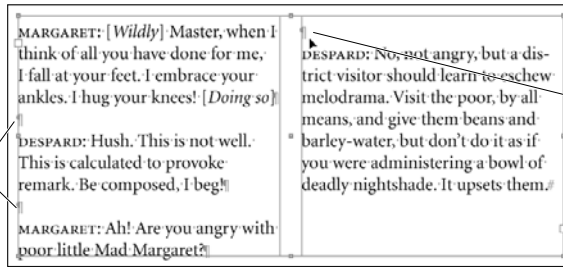 MARGARET: [Wildly] Master, when I
think of all you have done for me,
I fall at your feet. I embrace your
ankles. I hug your knees! [Doing so]¶
¶
DESPARD: Hush. This is not well.
This is calculated to provoke
remark. Be composed, I beg!¶
¶
MARGARET: Ah! Are you angry with
poor little Mad Margaret?¶
¶
DESPARD: No, not angry, but a dis-
trict visitor should learn to eschew
melodrama. Visit the poor, by all
means, and give them beans and
barley-water, but don't do it as if
you were administering a bowl of
deadly nightshade. It upsets them.#